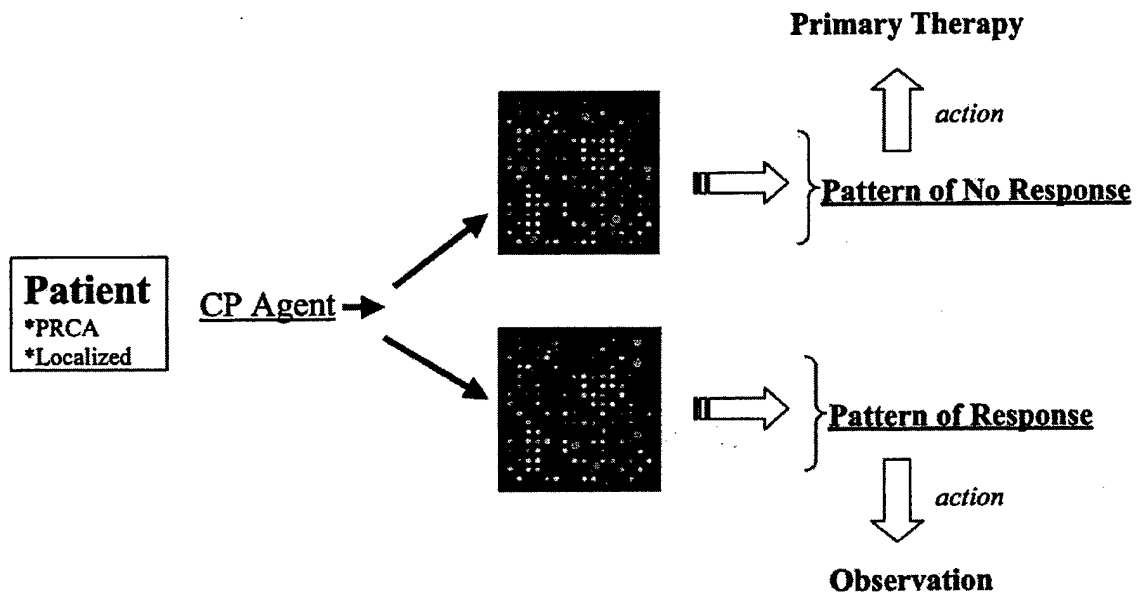 Primary Therapy
action
Pattern of No Response
Patient
*PRCA
*Localized
CP Agent
Pattern of Response
action
Observation